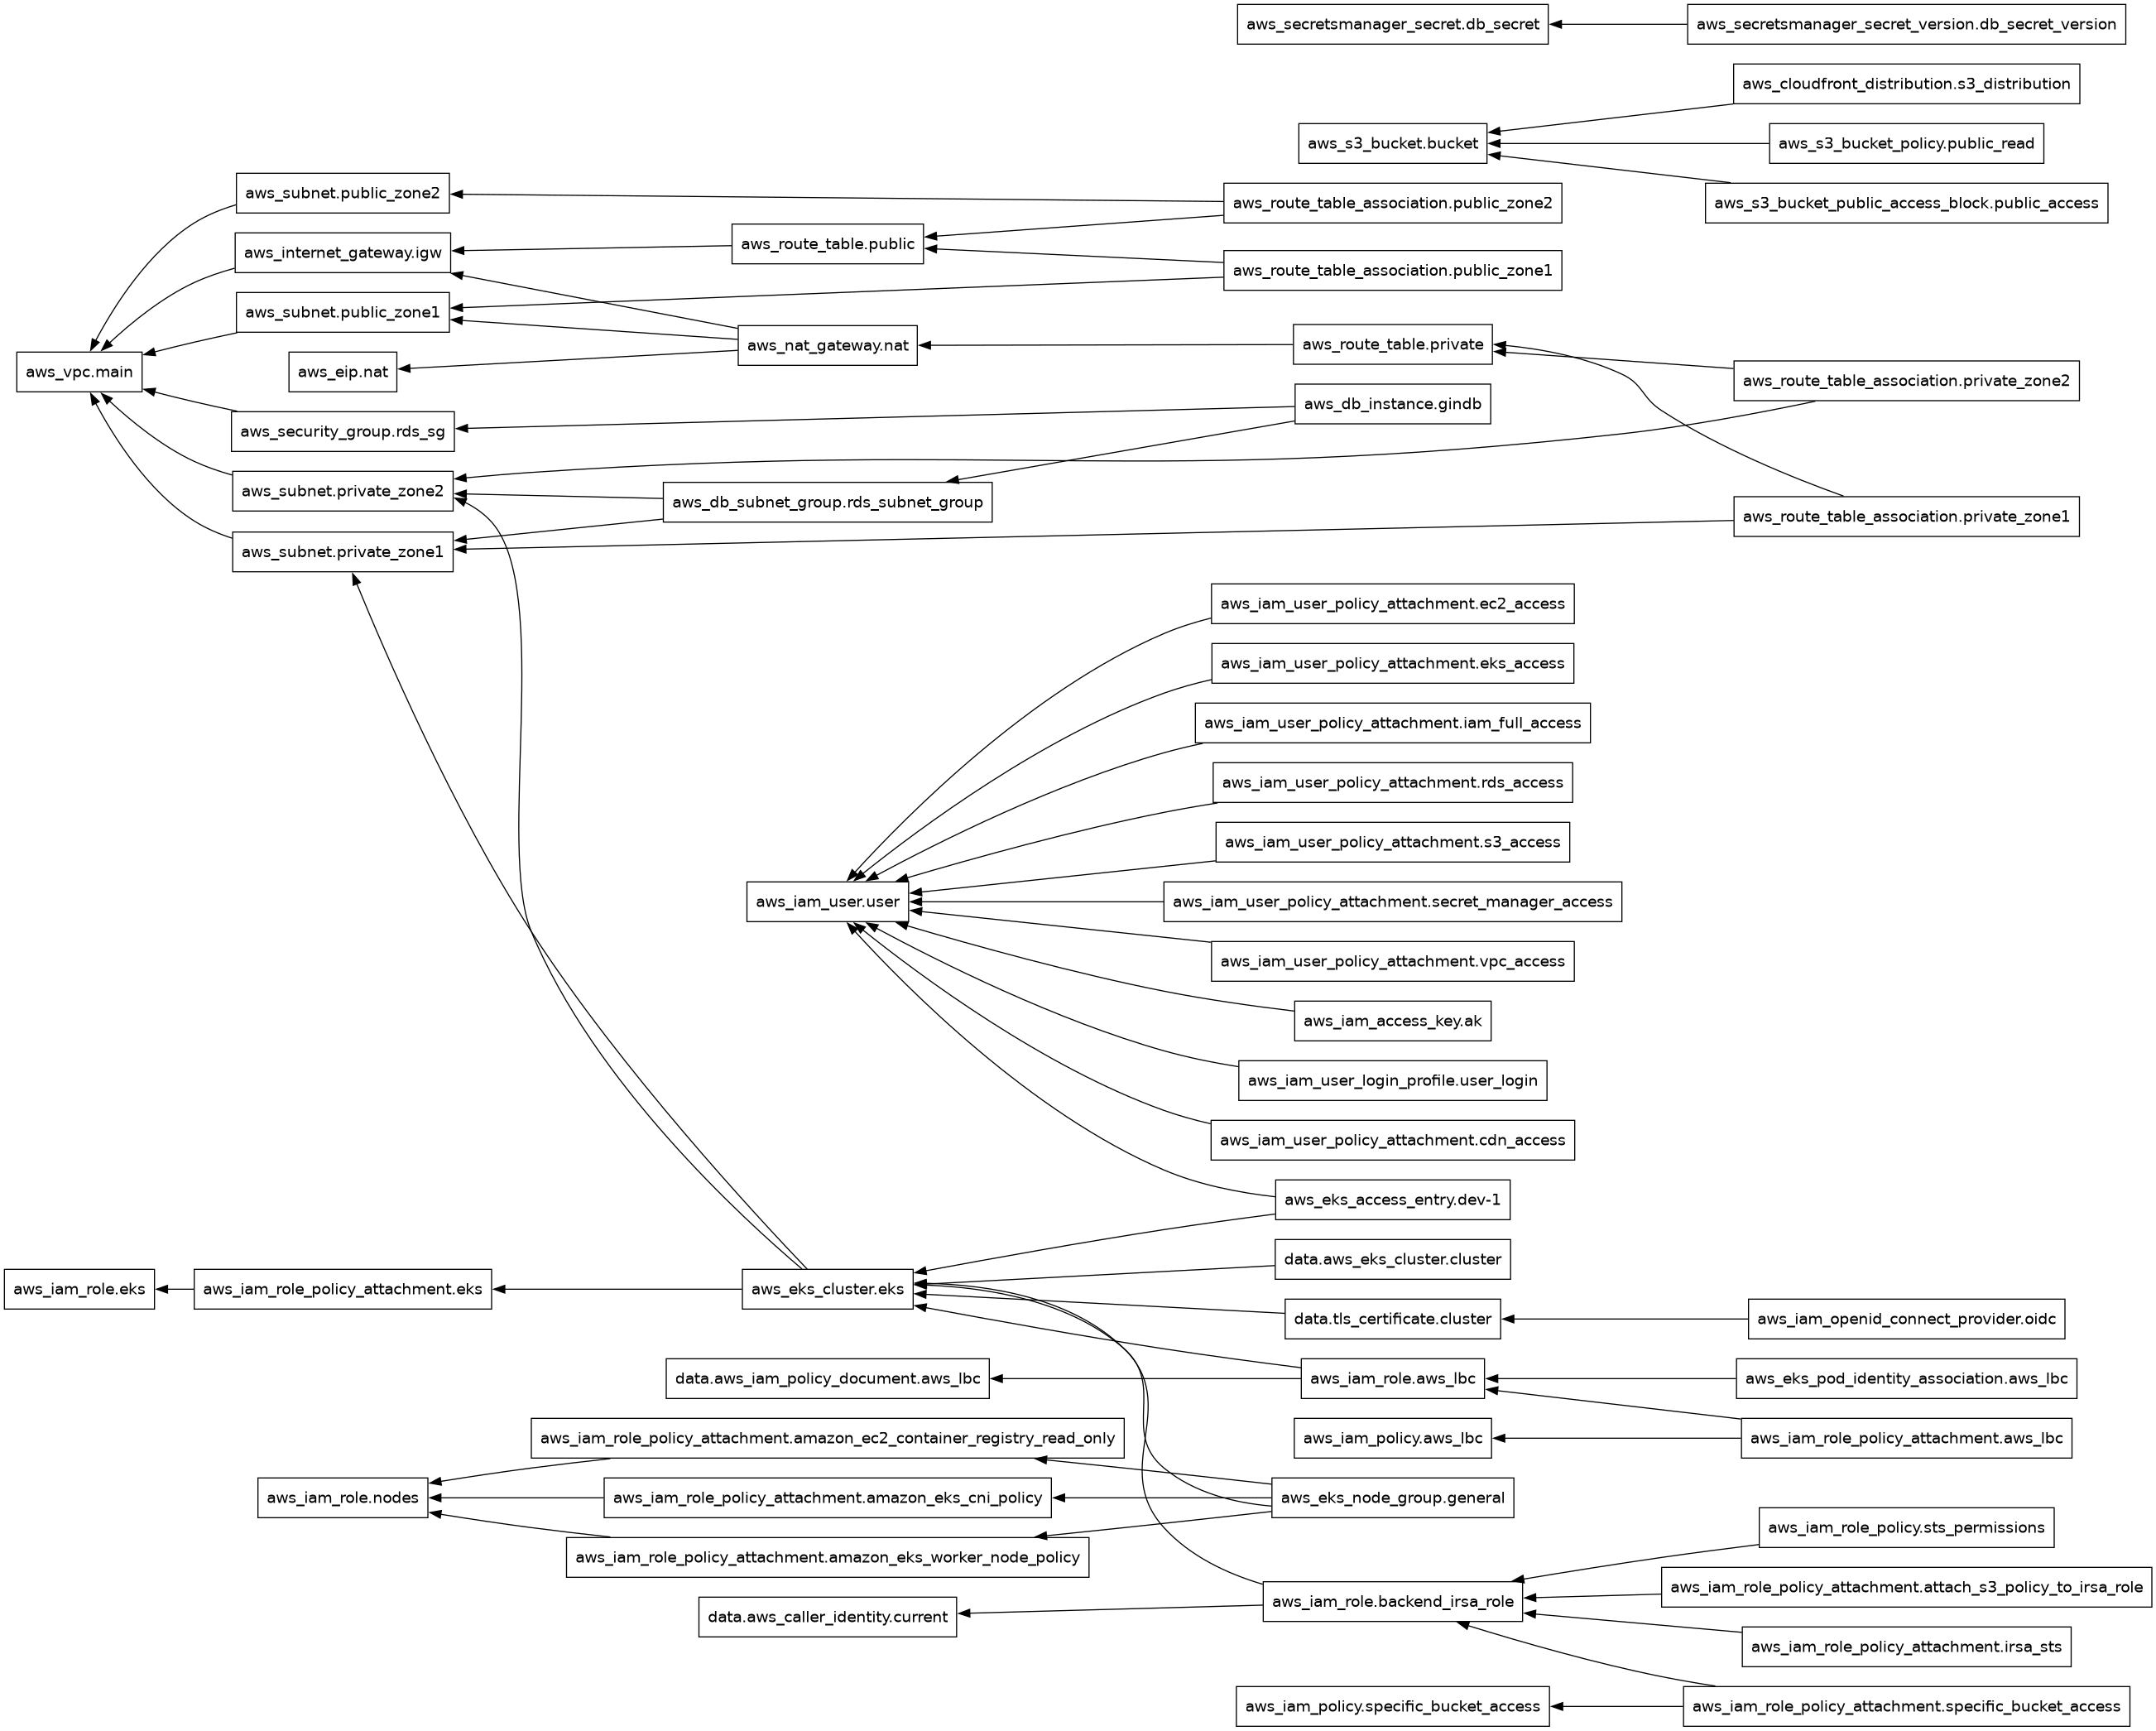 aws_secretsmanager_secret.db_secret
aws_secretsmanager_secret_version.db_secret_version
aws_cloudfront_distribution.s3_distribution
aws_s3_bucket.bucket
aws_s3_bucket_policy.public_read
aws_subnet.public_zone2
aws_route_table_association.public_zone2
aws_s3_bucket_public_access_block.public_access
aws_internet_gateway.igw
aws_route_table.public
aws_route_table_association.public_zone1
aws_subnet.public_zone1
aws_nat_gateway.nat
aws_route_table.private
aws_vpc.main
aws_eip.nat
aws_route_table_association.private_zone2
aws_db_instance.gindb
aws_security_group.rds_sg
aws_subnet.private_zone2
aws_db_subnet_group.rds_subnet_group
aws_route_table_association.private_zone1
aws_subnet.private_zone1
aws_iam_user_policy_attachment.ec2_access
aws_iam_user_policy_attachment.eks_access
aws_iam_user_policy_attachment.iam_full_access
aws_iam_user_policy_attachment.rds_access
aws_iam_user_policy_attachment.s3_access
aws_iam_user.user
aws_iam_user_policy_attachment.secret_manager_access
aws_iam_user_policy_attachment.vpc_access
aws_iam_access_key.ak
aws_iam_user_login_profile.user_login
aws_iam_user_policy_attachment.cdn_access
aws_eks_access_entry.dev-1
data.aws_eks_cluster.cluster
aws_iam_role.eks
aws_iam_role_policy_attachment.eks
aws_eks_cluster.eks
data.tls_certificate.cluster
aws_iam_openid_connect_provider.oidc
data.aws_iam_policy_document.aws_lbc
aws_iam_role.aws_lbc
aws_eks_pod_identity_association.aws_lbc
aws_iam_role_policy_attachment.amazon_ec2_container_registry_read_only
aws_iam_policy.aws_lbc
aws_iam_role_policy_attachment.aws_lbc
aws_iam_role.nodes
aws_iam_role_policy_attachment.amazon_eks_cni_policy
aws_eks_node_group.general
aws_iam_role_policy.sts_permissions
aws_iam_role_policy_attachment.amazon_eks_worker_node_policy
aws_iam_role_policy_attachment.attach_s3_policy_to_irsa_role
aws_iam_role.backend_irsa_role
data.aws_caller_identity.current
aws_iam_role_policy_attachment.irsa_sts
aws_iam_policy.specific_bucket_access
aws_iam_role_policy_attachment.specific_bucket_access